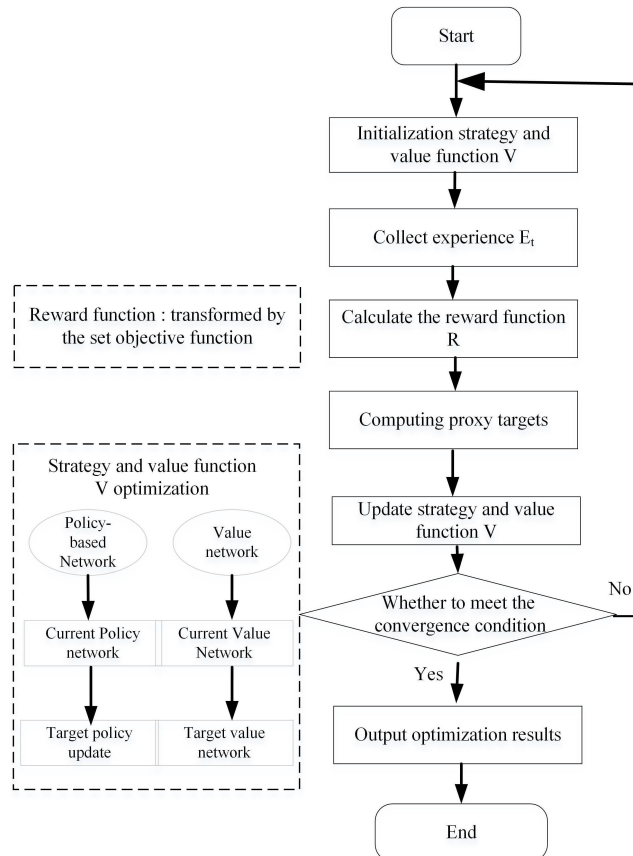 Start
Initialization strategy and
value function V
Collect experience Et
Reward function : transformed by
the set objective function
Calculate the reward function
R
Computing proxy targets
Strategy and value function
V optimization
Policy-
based
Network
Value
network
Current Policy
network
Current Value
Network
Target policy
update
Target value
network
Update strategy and value
function V
Whether to meet the
convergence condition
No
Yes
Output optimization results
End